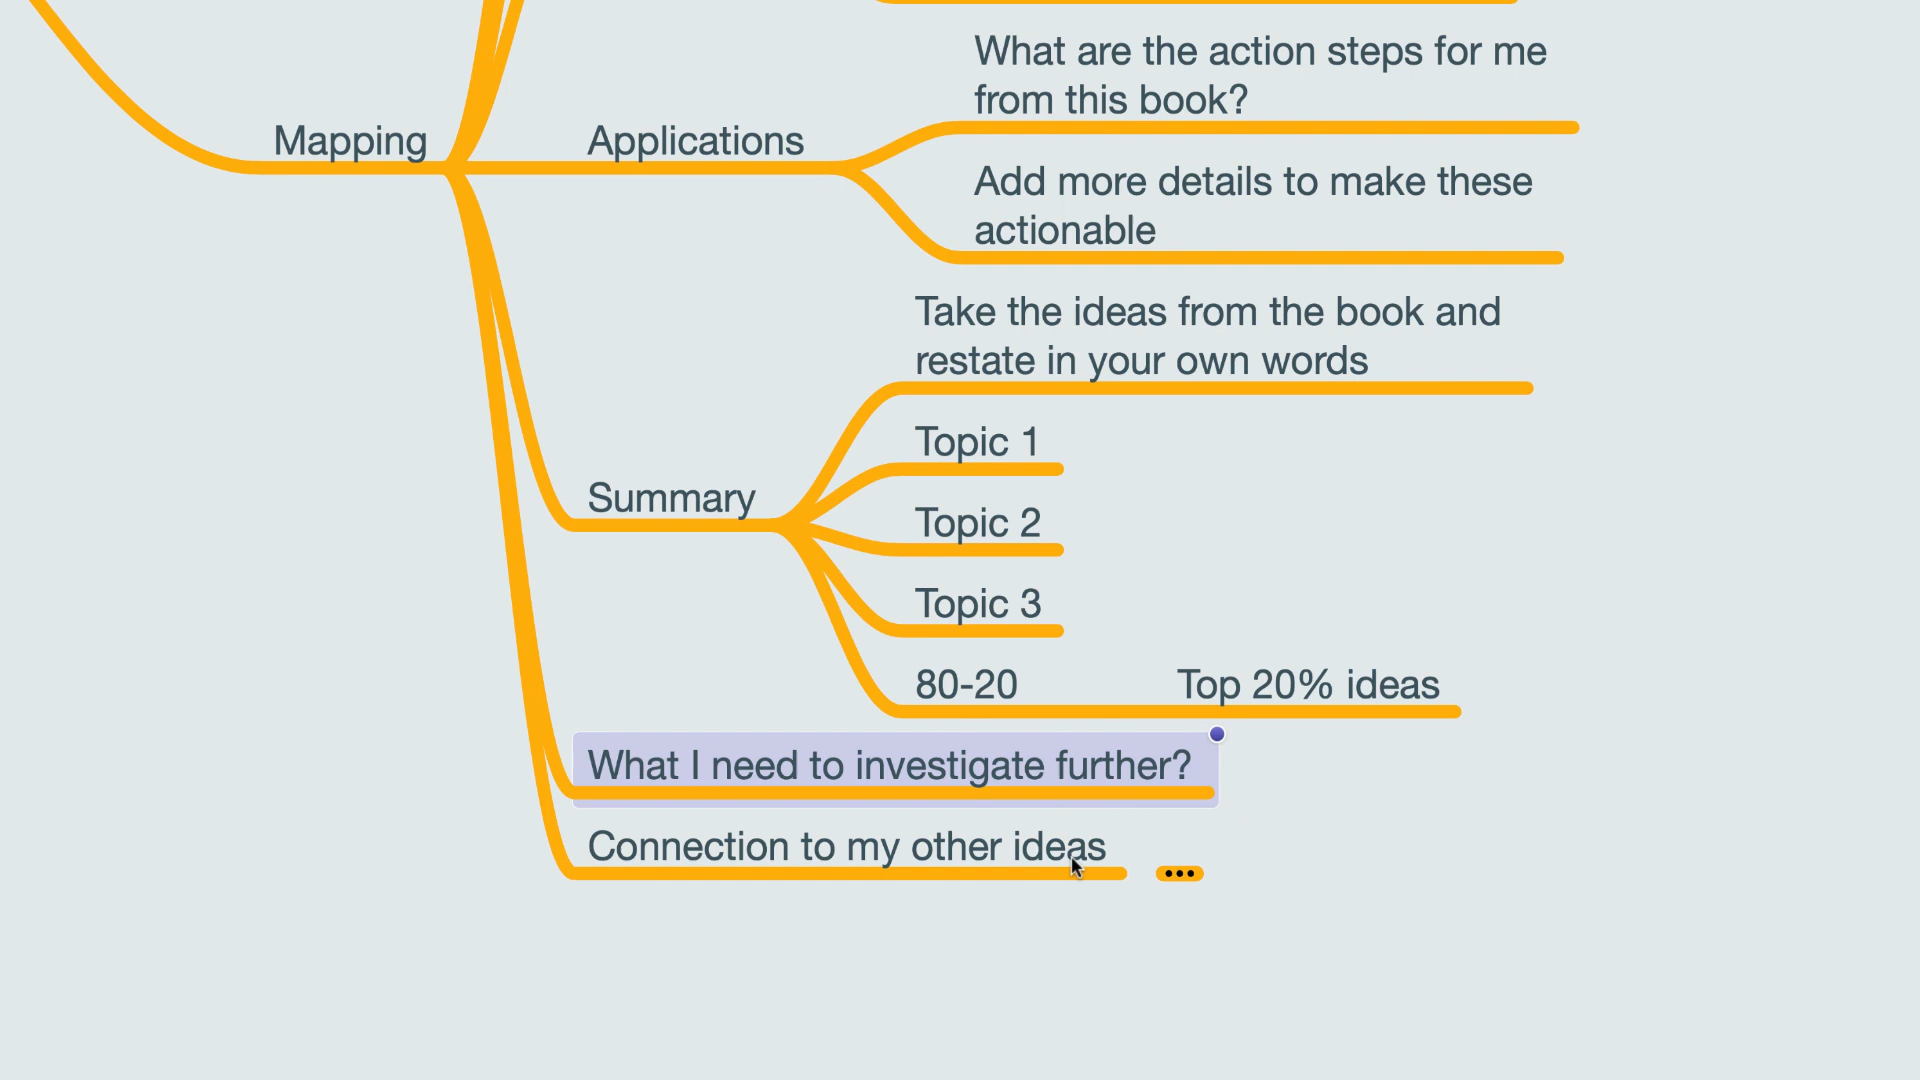 What are the action steps for me
from this book?
Mapping
Applications
Add more details to make these
actionable
Take the ideas from the book and
restate in your own words
Topic 1
Summary
Topic 2
Topic 3
80-20
Top 20% ideas
What I need to investigate further?
Connection to my other ideas